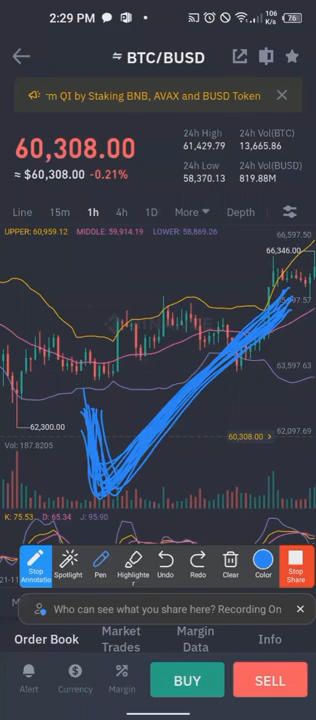 2:29 PM
106
K/s
76
BTC/BUSD
m QI by Staking BNB, AVAX and BUSD Token
60,308.00
≈ $60,308.00 -0.21%
24h High
61,429.79
24h Vol(BTC)
13,665.86
24h Low
58,370.13
24h Vol(BUSD)
819.88M
Line 15m 1h 4h 1D More Depth
UPPER: 60,959.12 MIDDLE: 59,914.19 LOWER: 58,869.26
66,597.50
66,346.00
63,597.63
62,300.00
60,308.00
62,097.69
Vol: 187.8205
K: 75.53 D: 65.34 J: 95.90
Stop
Annotatio
Spotlight
Pen
Highlighte
r
Undo
Redo
Clear
Color
Stop
Share
Who can see what you share here? Recording On
Order Book
Market
Trades
Margin
Data
Info
Alert
Currency
Margin
BUY
SELL